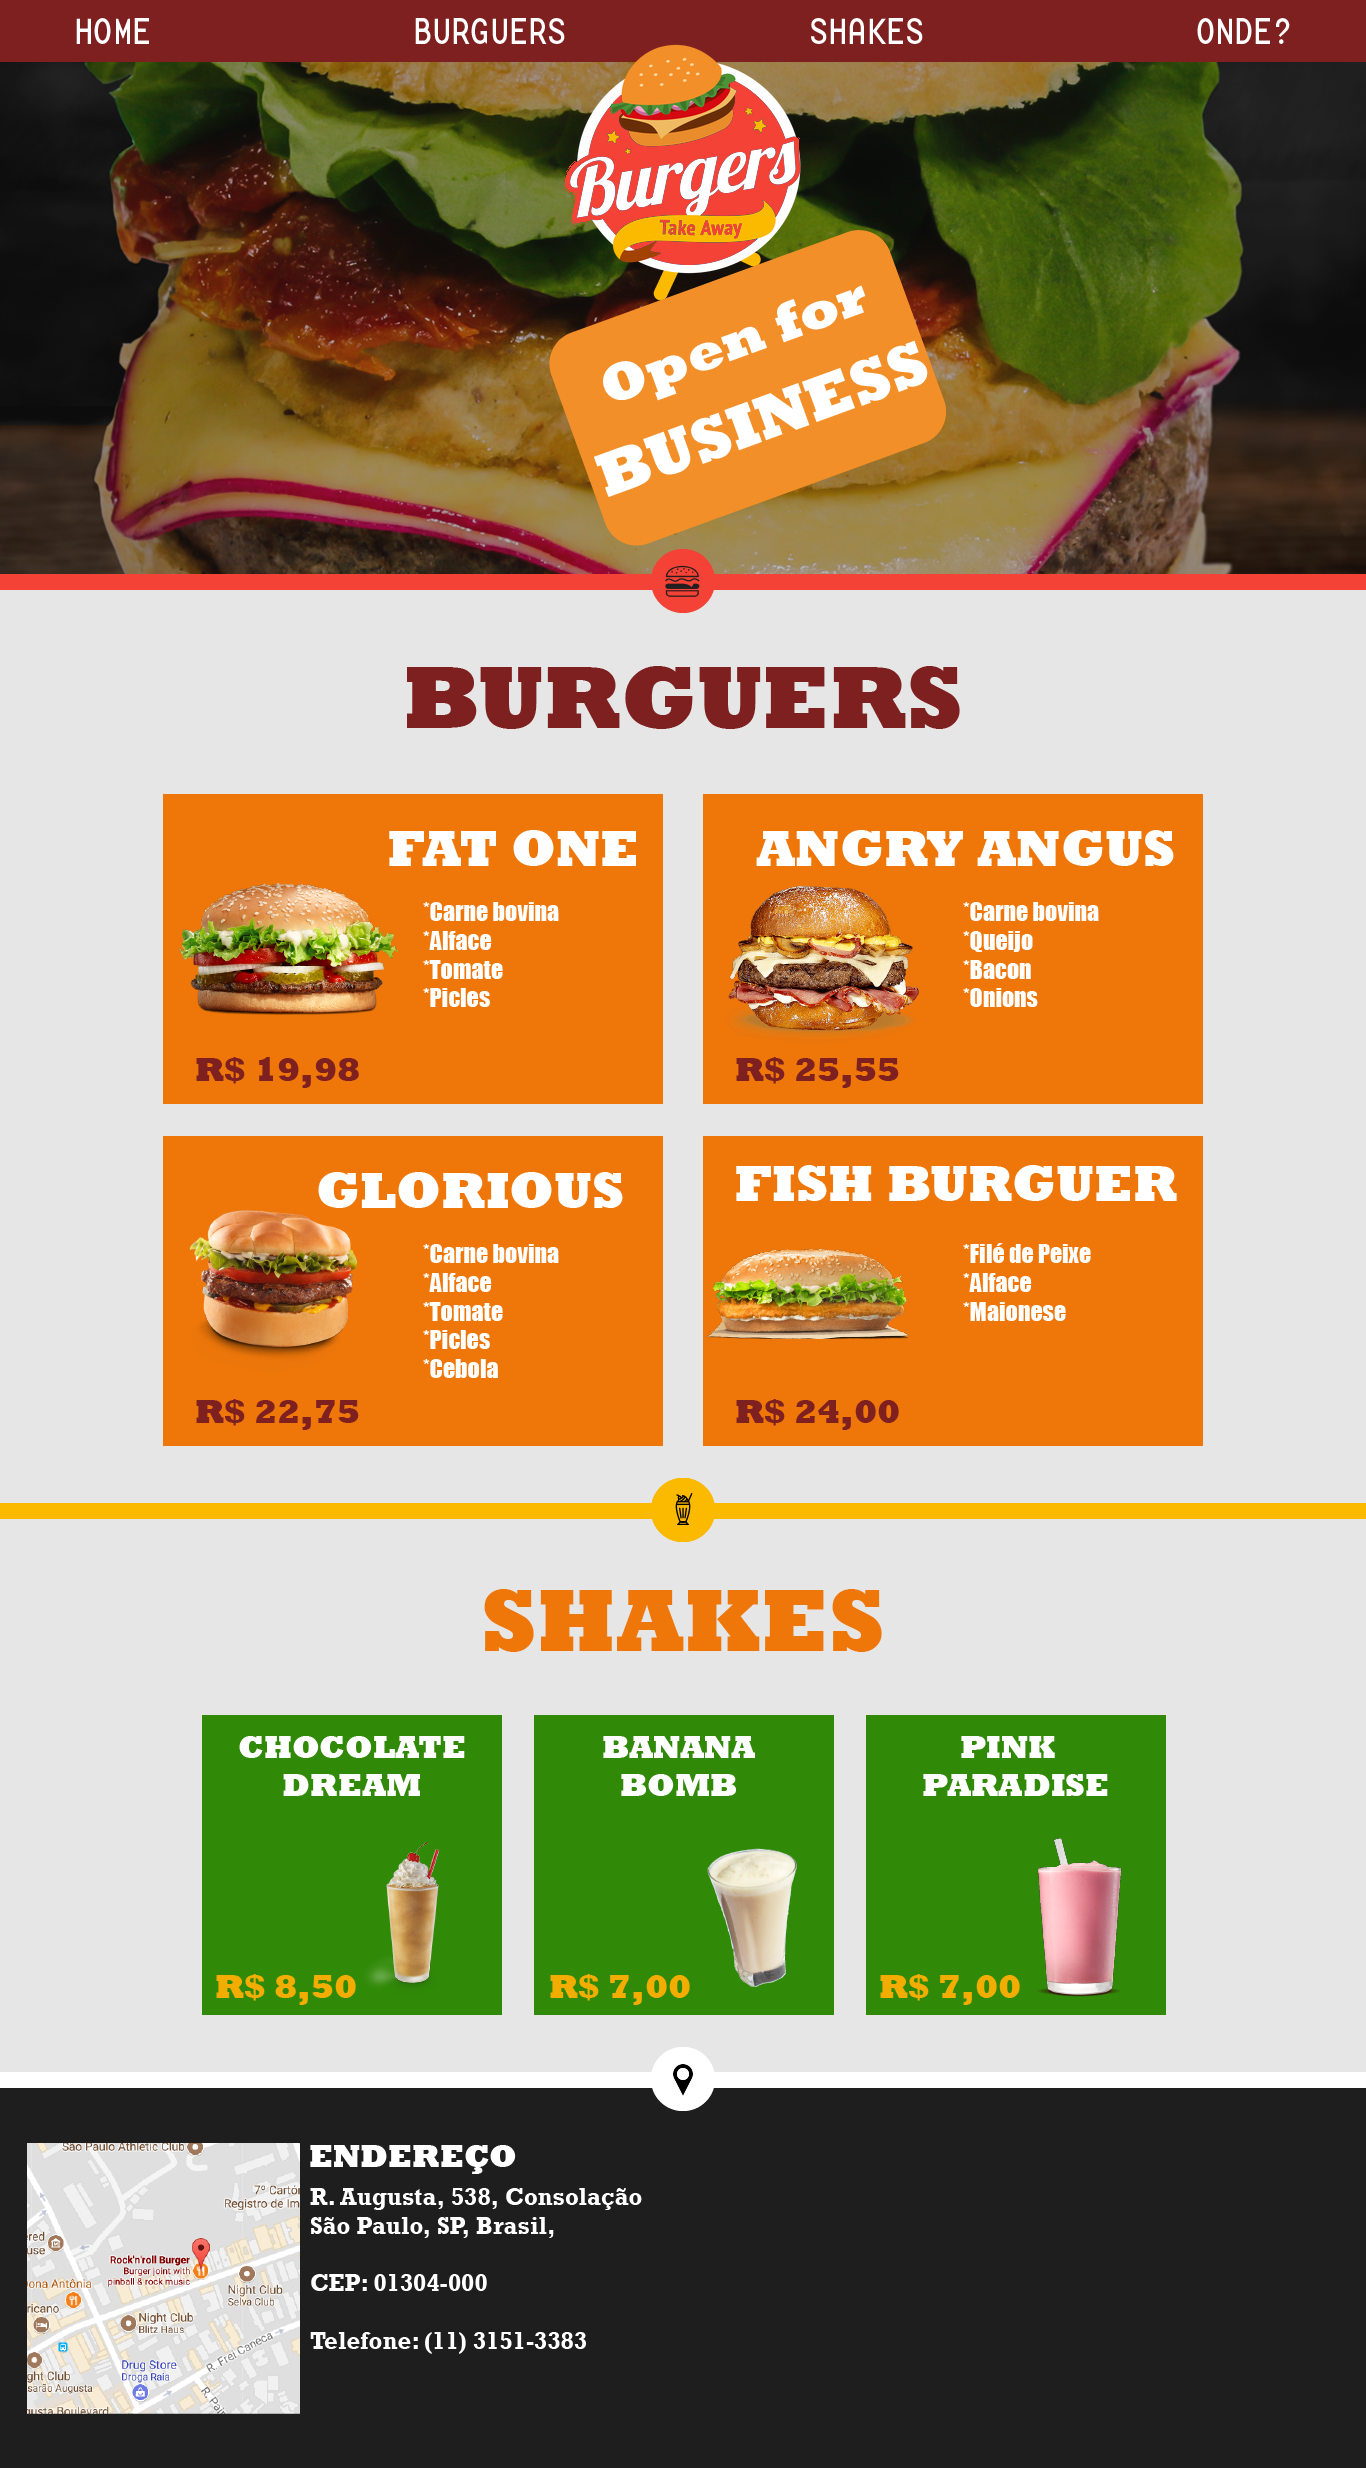 HOME
BURGUERS
SHAKES
ONDE?
Burgers
Take Away
Open for
BUSINESS
BURGUERS
FAT ONE
*Carne bovina
*Alface
*Tomate
*Picles
R$ 19,98
ANGRY ANGUS
*Carne bovina
*Queijo
*Bacon
*Onions
R$ 25,55
GLORIOUS
*Carne bovina
*Alface
*Tomate
*Picles
*Cebola
R$ 22,75
FISH BURGUER
*Filé de Peixe
*Alface
*Maionese
R$ 24,00
SHAKES
CHOCOLATE
DREAM
R$ 8,50
BANANA
BOMB
R$ 7,00
PINK
PARADISE
R$ 7,00
São Paulo Athletic Club
7º Cartór
Registro de Im
red
use
Rock'n'roll Burger
Burger joint with
pinball & rock music
ona Antônia
ricano
Night Club
Selva Club
Night Club
Blitz Haus
R. Frei Caneca
Drug Store
Droga Raia
ght Club
sarão Augusta
R. Pai
usta Boulevard
ENDEREÇO
R. Augusta, 538, Consolação
São Paulo, SP, Brasil,
CEP: 01304-000
Telefone: (11) 3151-3383